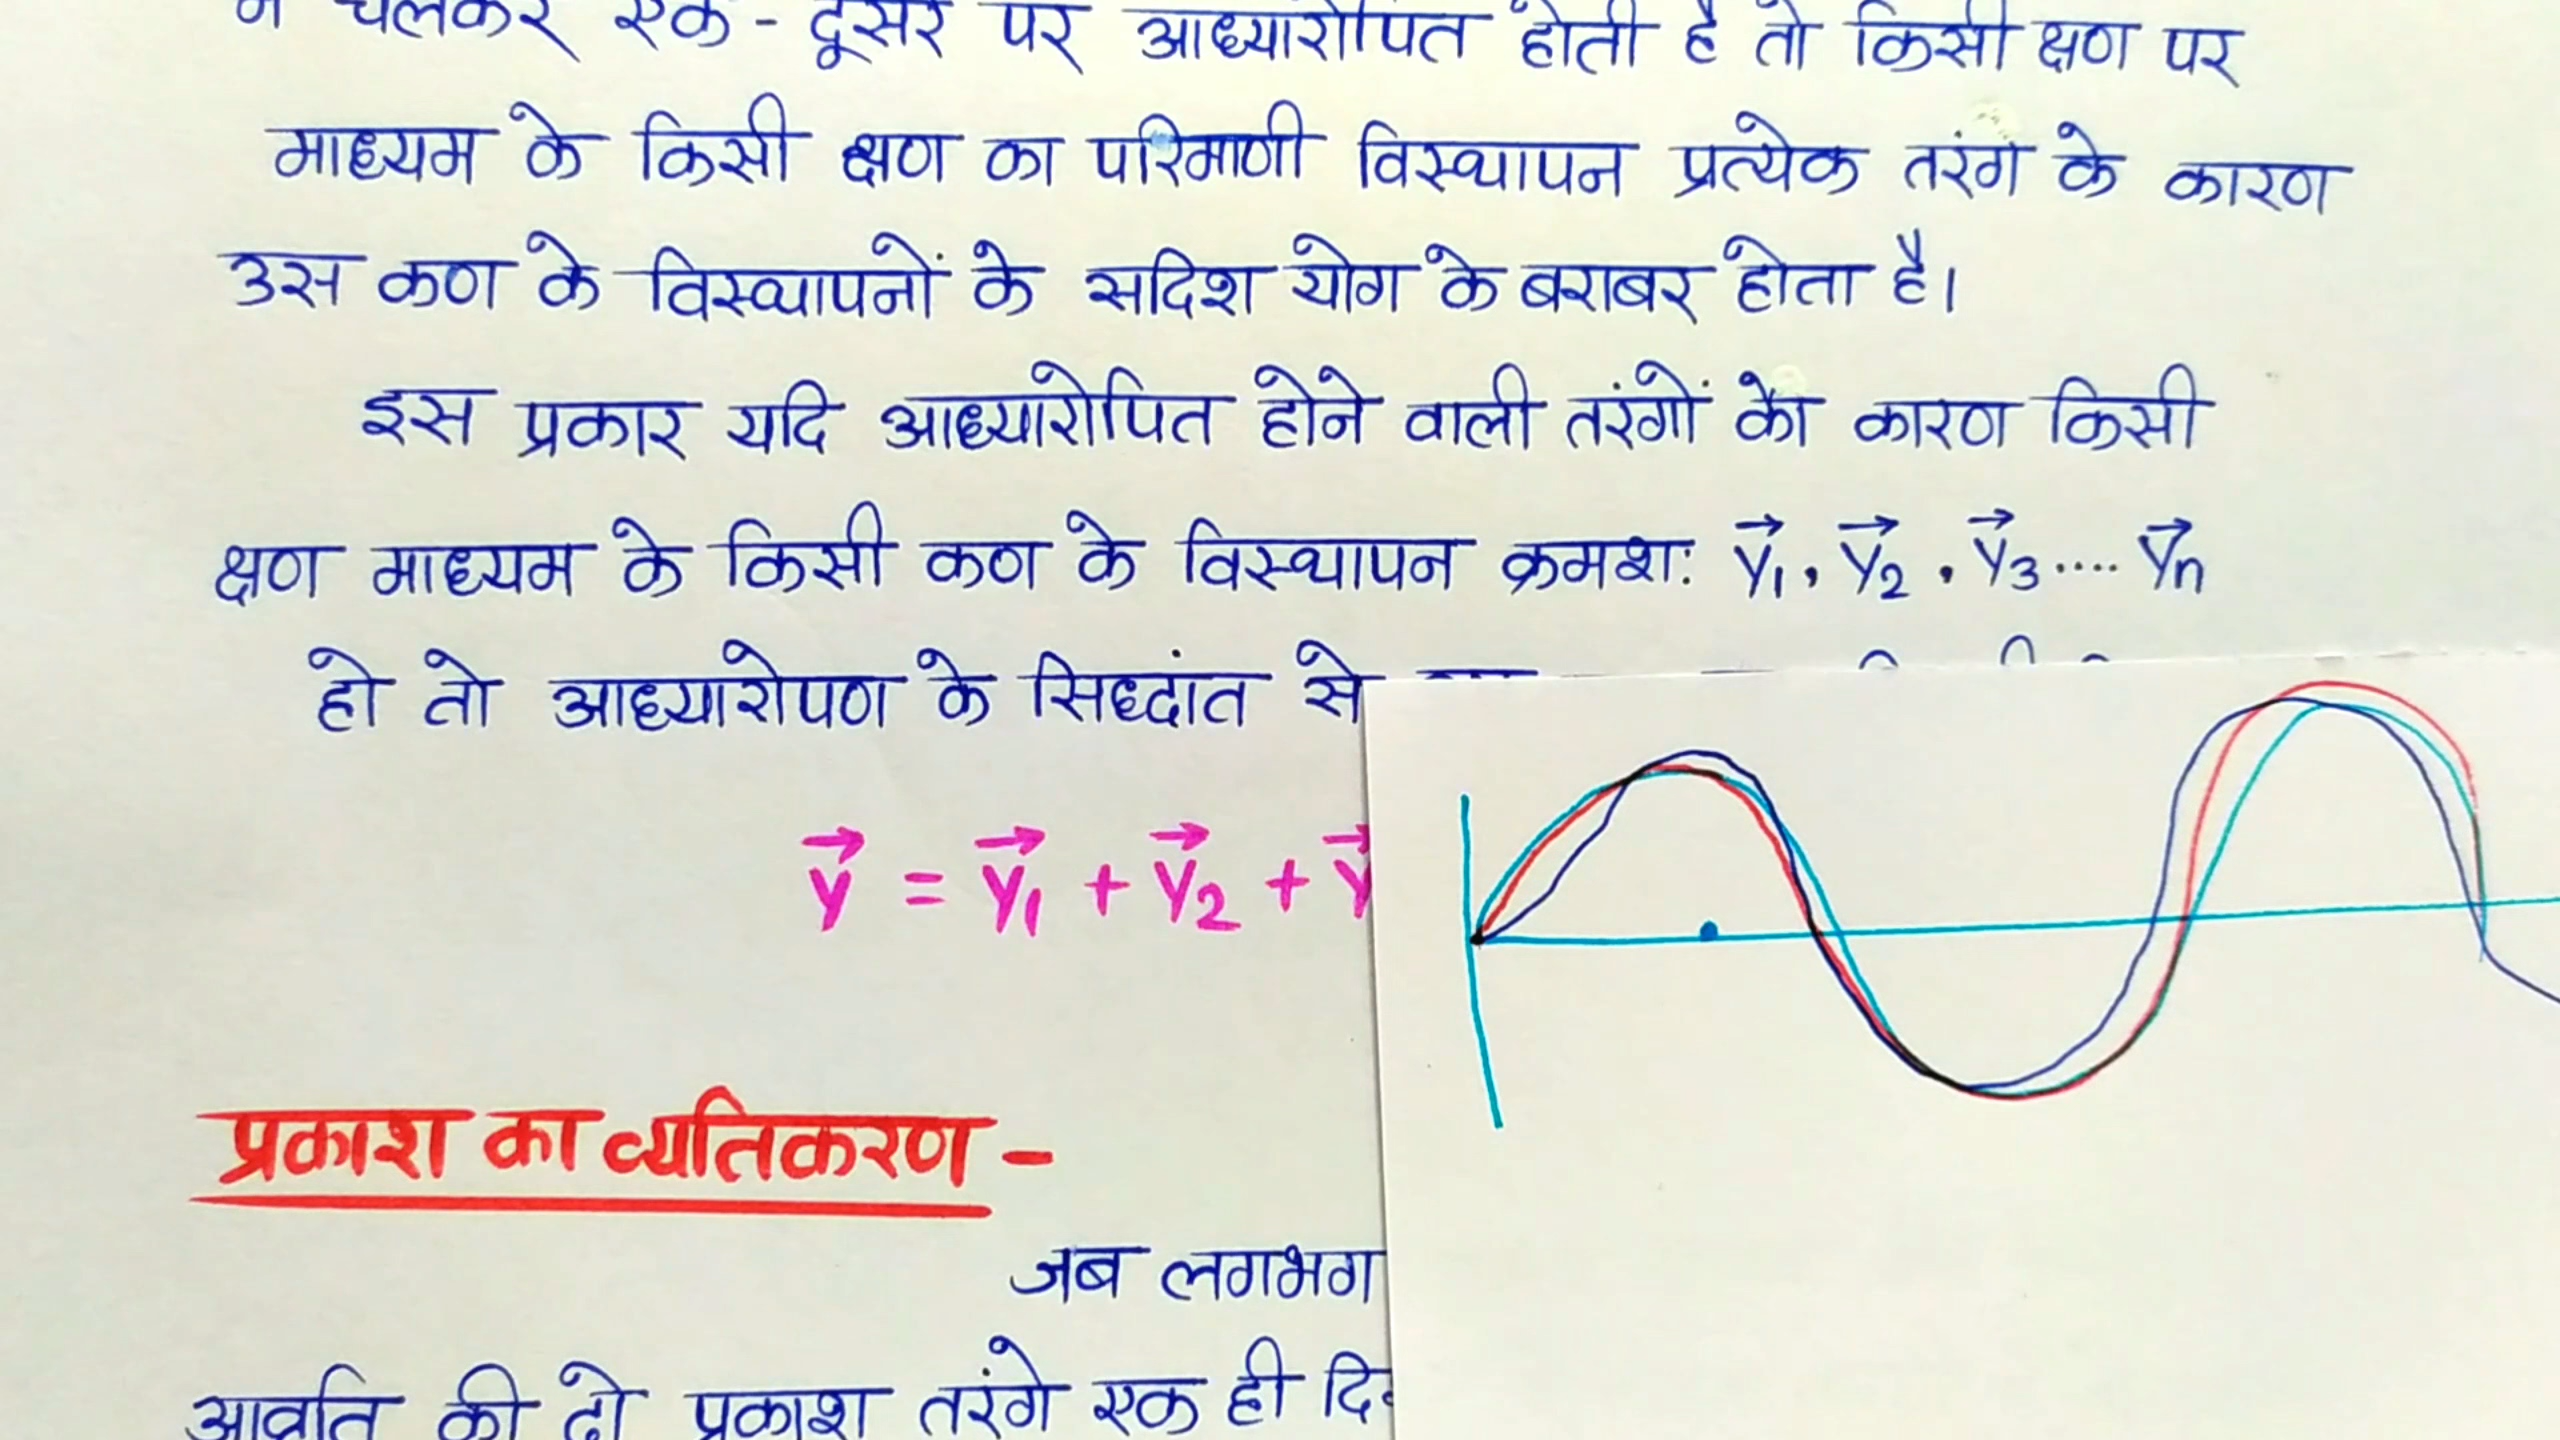 चलकर एक - दूसरे पर आध्यारोपित होती है तो किसी क्षण पर
माध्यम के किसी क्षण का परिमाणी विस्थापन प्रत्येक तरंग के कारण
उस कण के विस्थापनों के सदिश योग के बराबर होता है।
इस प्रकार यदि आध्यारोपित होने वाली तरंगों को कारण किसी
क्षण माध्यम के किसी कण के विस्थापन क्रमशः y⃗₁, y⃗₂, y⃗₃.... y⃗n
हो तो आध्यारोपण के सिध्दांत से
y⃗ = y⃗₁ + y⃗₂ + y⃗
प्रकाश का व्यतिकरण -
जब लगभग
आवृति की दो प्रकाश तरंगे एक ही